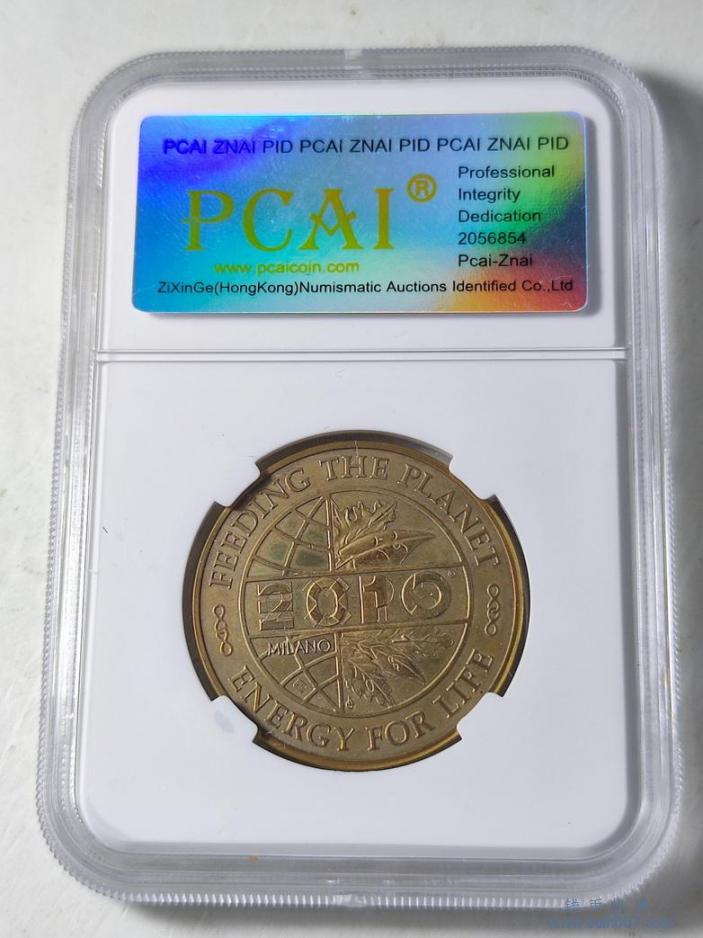 PCAI ZNAI PID PCAI ZNAI PID PCAI ZNAI PID
PCAI®
Professional
Integrity
Dedication
2056854
Pcai-Znai
www.pcaicoin.com
ZiXinGe(HongKong)Numismatic Auctions Identified Co.,Ltd
FEEDING THE PLANET
MILANO
ENERGY FOR LIFE